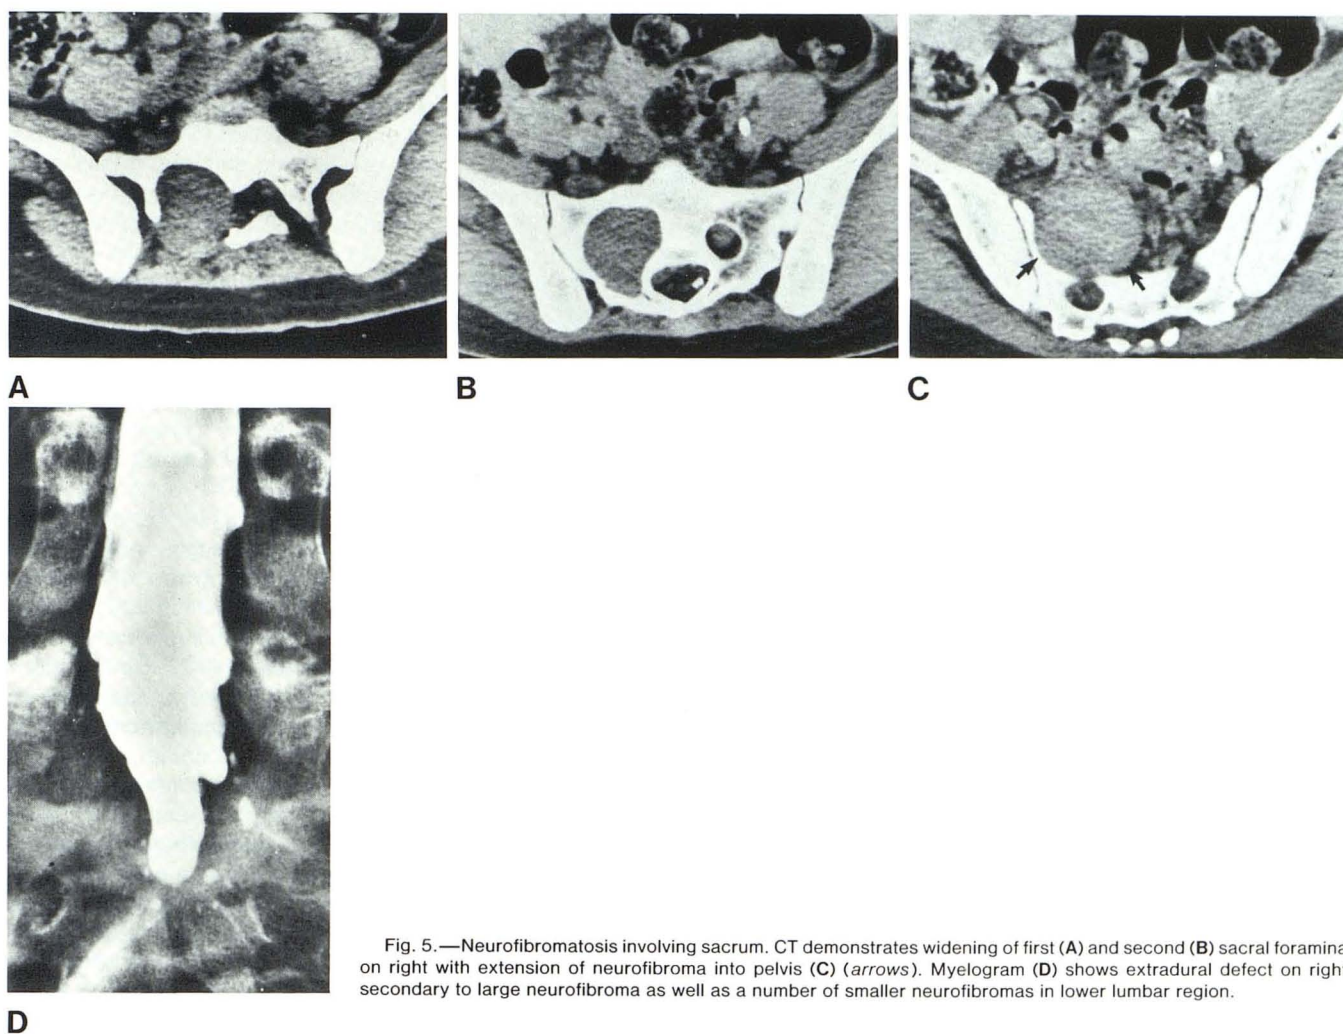 A
B
C
D
Fig. 5.—Neurofibromatosis involving sacrum. CT demonstrates widening of first (A) and second (B) sacral foramina
on right with extension of neurofibroma into pelvis (C) (arrows). Myelogram (D) shows extradural defect on right
secondary to large neurofibroma as well as a number of smaller neurofibromas in lower lumbar region.